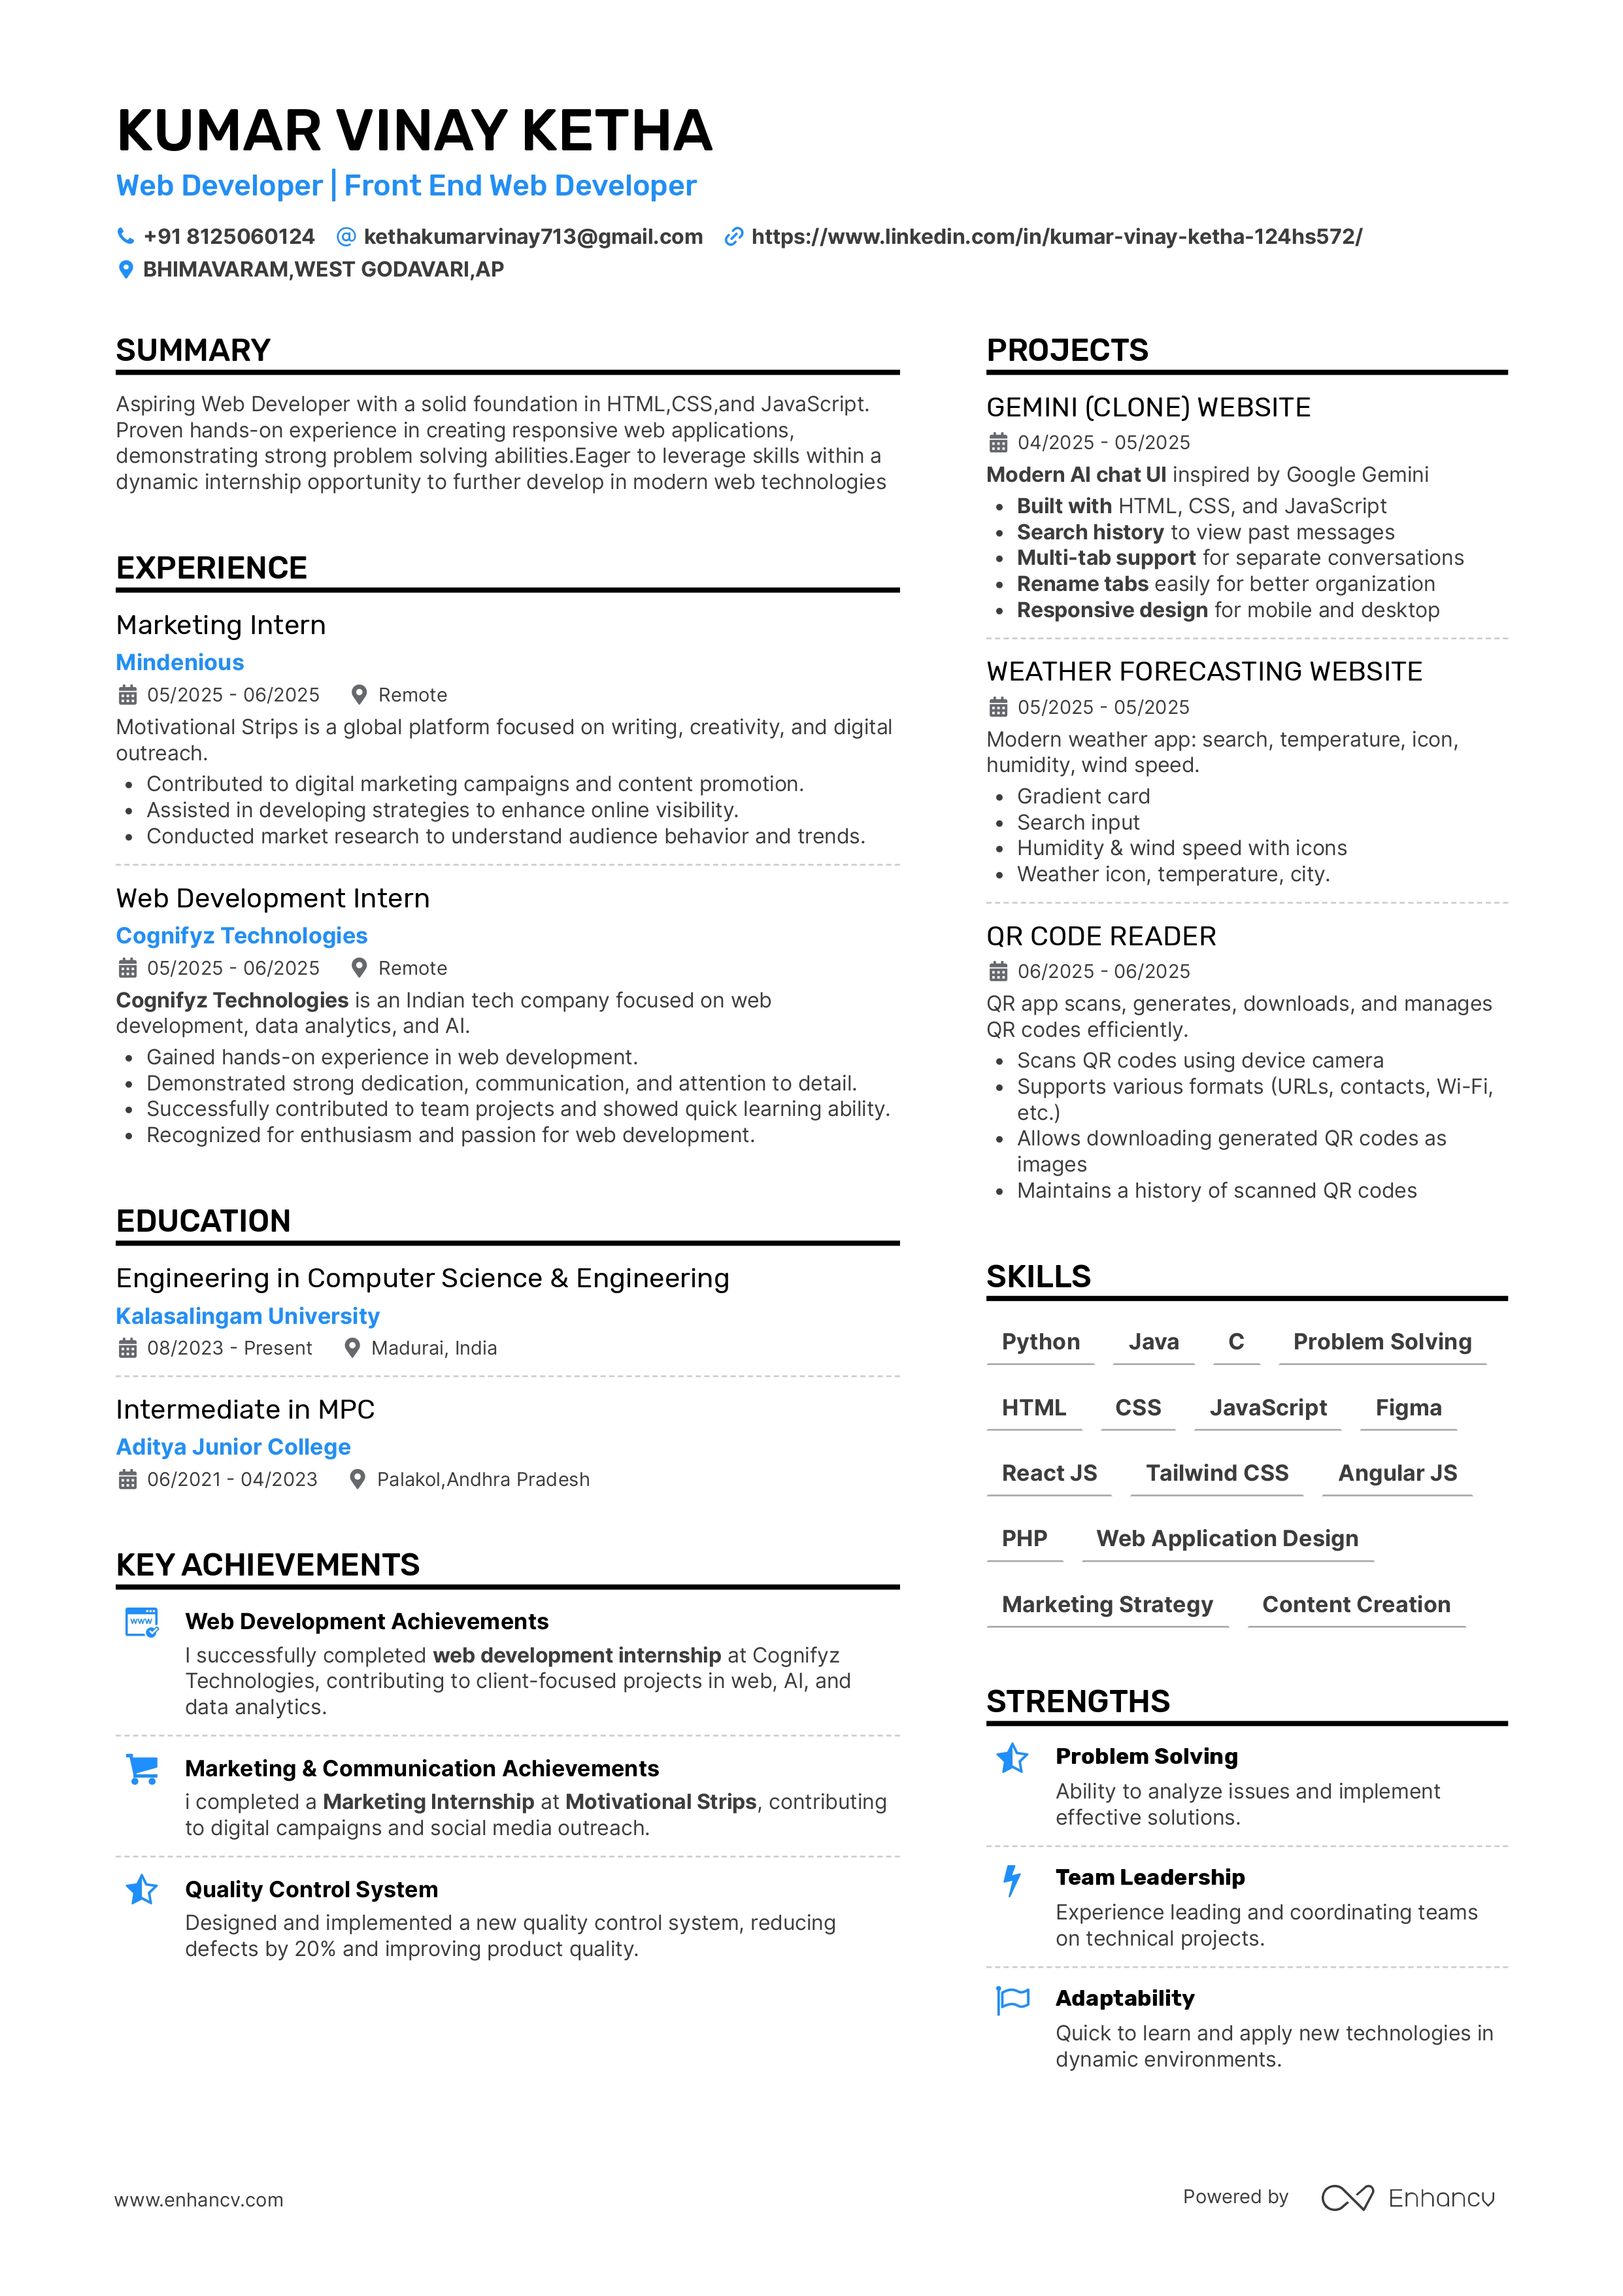 KUMAR VINAY KETHA
Web Developer | Front End Web Developer
+91 8125060124 @ kethakumarvinay713@gmail.com https://www.linkedin.com/in/kumar-vinay-ketha-124hs572/
BHIMAVARAM,WEST GODAVARI,AP
SUMMARY
Aspiring Web Developer with a solid foundation in HTML,CSS,and JavaScript.
Proven hands-on experience in creating responsive web applications,
demonstrating strong problem solving abilities.Eager to leverage skills within a
dynamic internship opportunity to further develop in modern web technologies
EXPERIENCE
Marketing Intern
Mindenious
05/2025 - 06/2025 Remote
Motivational Strips is a global platform focused on writing, creativity, and digital
outreach.
• Contributed to digital marketing campaigns and content promotion.
• Assisted in developing strategies to enhance online visibility.
• Conducted market research to understand audience behavior and trends.
Web Development Intern
Cognifyz Technologies
05/2025 - 06/2025 Remote
Cognifyz Technologies is an Indian tech company focused on web
development, data analytics, and AI.
• Gained hands-on experience in web development.
• Demonstrated strong dedication, communication, and attention to detail.
• Successfully contributed to team projects and showed quick learning ability.
• Recognized for enthusiasm and passion for web development.
EDUCATION
Engineering in Computer Science & Engineering
Kalasalingam University
08/2023 - Present Madurai, India
Intermediate in MPC
Aditya Junior College
06/2021 - 04/2023 Palakol,Andhra Pradesh
KEY ACHIEVEMENTS
www
Web Development Achievements
I successfully completed web development internship at Cognifyz
Technologies, contributing to client-focused projects in web, AI, and
data analytics.
Marketing & Communication Achievements
i completed a Marketing Internship at Motivational Strips, contributing
to digital campaigns and social media outreach.
Quality Control System
Designed and implemented a new quality control system, reducing
defects by 20% and improving product quality.
PROJECTS
GEMINI (CLONE) WEBSITE
04/2025 - 05/2025
Modern AI chat UI inspired by Google Gemini
• Built with HTML, CSS, and JavaScript
• Search history to view past messages
• Multi-tab support for separate conversations
• Rename tabs easily for better organization
• Responsive design for mobile and desktop
WEATHER FORECASTING WEBSITE
05/2025 - 05/2025
Modern weather app: search, temperature, icon,
humidity, wind speed.
• Gradient card
• Search input
• Humidity & wind speed with icons
• Weather icon, temperature, city.
QR CODE READER
06/2025 - 06/2025
QR app scans, generates, downloads, and manages
QR codes efficiently.
• Scans QR codes using device camera
• Supports various formats (URLs, contacts, Wi-Fi,
etc.)
• Allows downloading generated QR codes as
images
• Maintains a history of scanned QR codes
SKILLS
Python Java C Problem Solving
HTML CSS JavaScript Figma
React JS Tailwind CSS Angular JS
PHP Web Application Design
Marketing Strategy Content Creation
STRENGTHS
Problem Solving
Ability to analyze issues and implement
effective solutions.
Team Leadership
Experience leading and coordinating teams
on technical projects.
Adaptability
Quick to learn and apply new technologies in
dynamic environments.
www.enhancv.com
Powered by Enhancv